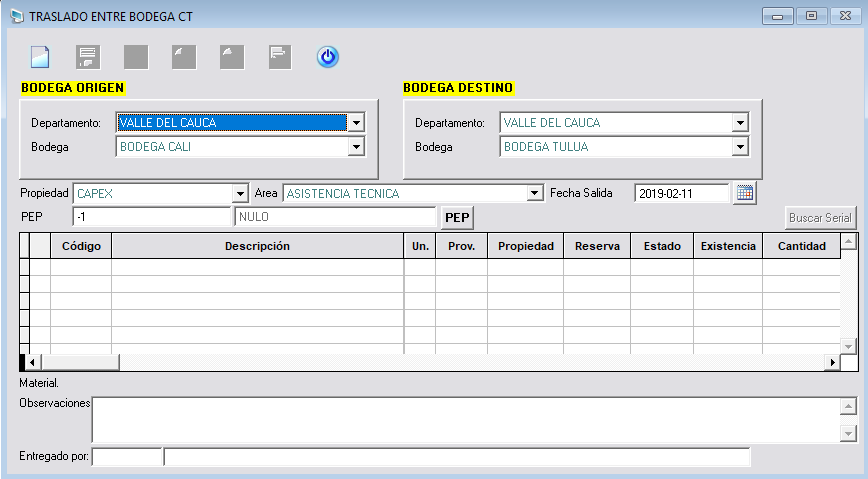 TRASLADO ENTRE BODEGA CT
BODEGA ORIGEN
BODEGA DESTINO
Departamento: VALLE DEL CAUCA
Departamento: VALLE DEL CAUCA
Bodega BODEGA CALI
Bodega BODEGA TULUA
Propiedad CAPEX Area ASISTENCIA TECNICA Fecha Salida 2019-02-11
PEP -1 NULO PEP Buscar Serial
Código Descripción Un. Prov. Propiedad Reserva Estado Existencia Cantidad
Material.
Observaciones
Entregado por: